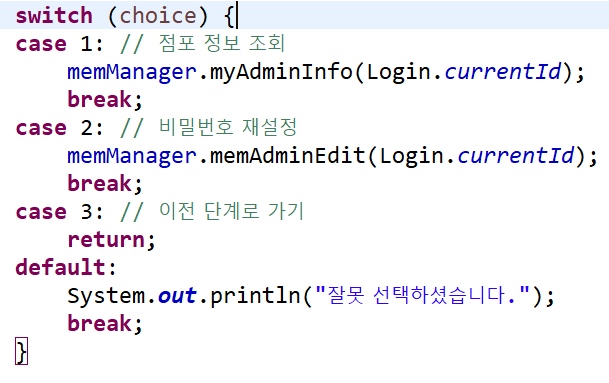 switch (choice) {
case 1: // 점포 정보 조회
    memManager.myAdminInfo(Login.currentId);
    break;
case 2: // 비밀번호 재설정
    memManager.memAdminEdit(Login.currentId);
    break;
case 3: // 이전 단계로 가기
    return;
default:
    System.out.println("잘못 선택하셨습니다.");
    break;
}